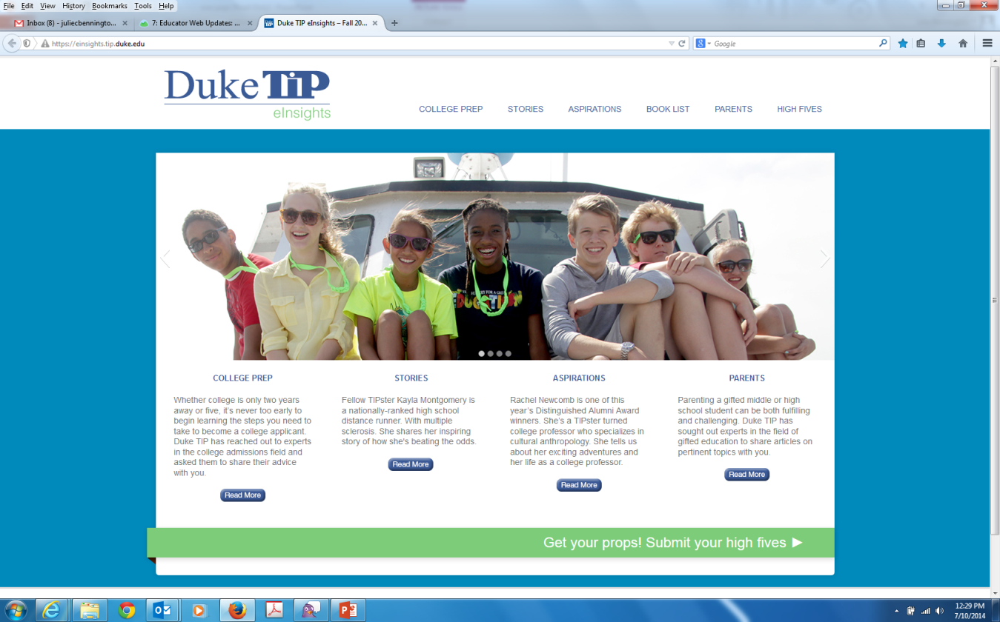 File Edit View History Bookmarks Tools Help
Inbox (8) - juliecbenningto... × 7: Educator Web Updates: ... × TiP Duke TIP eInsights – Fall 20... × +
https://einsights.tip.duke.edu 8 Google
Duke TiP
eInsights
COLLEGE PREP STORIES ASPIRATIONS BOOK LIST PARENTS HIGH FIVES
COLLEGE PREP
Whether college is only two years
away or five, it's never too early to
begin learning the steps you need to
take to become a college applicant.
Duke TIP has reached out to experts
in the college admissions field and
asked them to share their advice
with you.
Read More
STORIES
Fellow TIPster Kayla Montgomery is
a nationally-ranked high school
distance runner. With multiple
sclerosis. She shares her inspiring
story of how she's beating the odds.
Read More
ASPIRATIONS
Rachel Newcomb is one of this
year's Distinguished Alumni Award
winners. She's a TIPster turned
college professor who specializes in
cultural anthropology. She tells us
about her exciting adventures and
her life as a college professor.
Read More
PARENTS
Parenting a gifted middle or high
school student can be both fulfilling
and challenging. Duke TIP has
sought out experts in the field of
gifted education to share articles on
pertinent topics with you.
Read More
Get your props! Submit your high fives ►
12:29 PM
7/10/2014